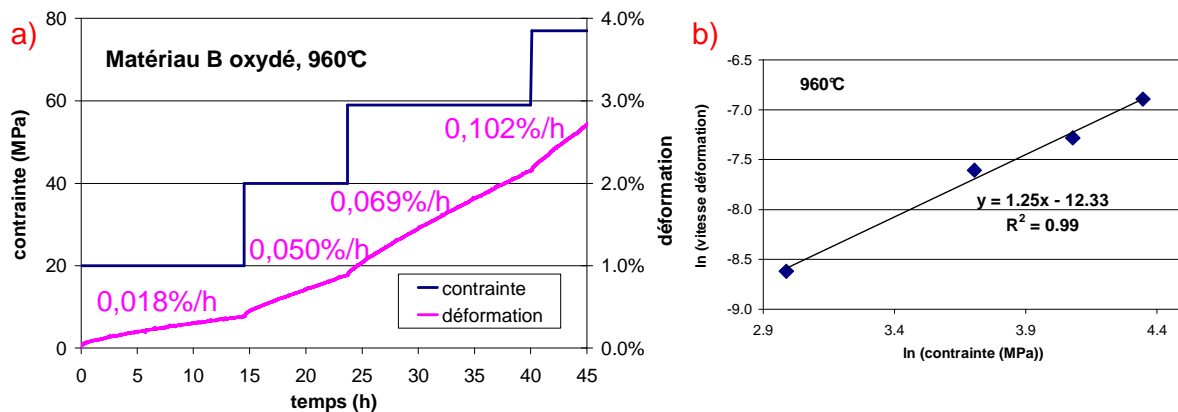 a)
Matériau B oxydé, 960°C
80
60
40
20
0
contrainte (MPa)
0
5
10
15
20
25
30
35
40
45
temps (h)
4.0%
3.0%
2.0%
1.0%
0.0%
déformation
0,018%/h
0,050%/h
0,069%/h
0,102%/h
contrainte
déformation
b)
960°C
-6.5
-7.0
-7.5
-8.0
-8.5
-9.0
ln (vitesse déformation)
y = 1.25x - 12.33
R² = 0.99
2.9
3.4
3.9
4.4
ln (contrainte (MPa))